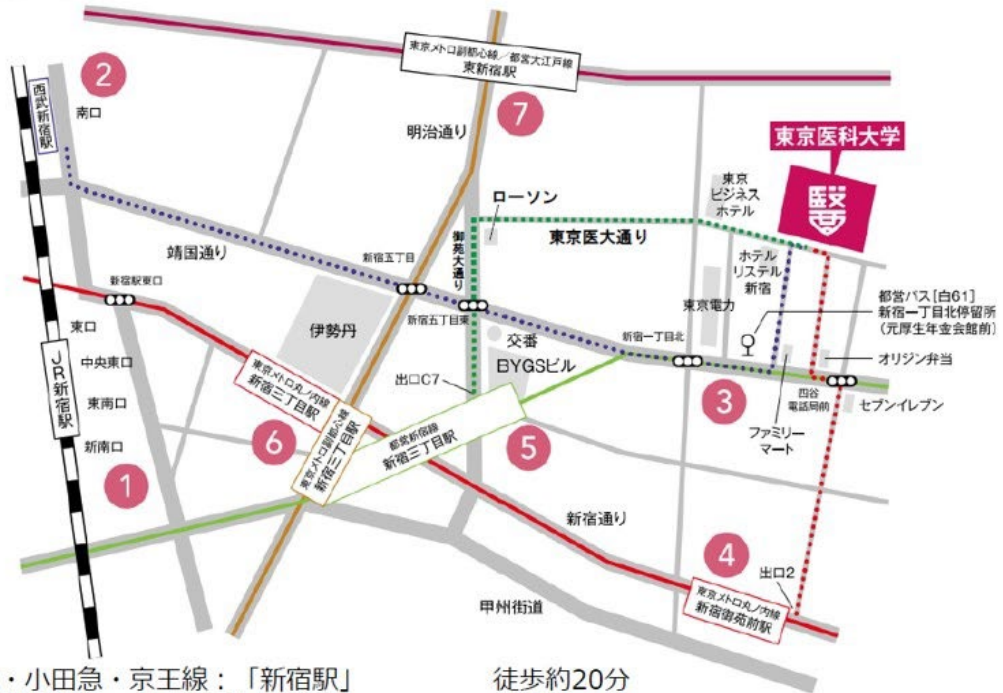 東京メトロ副都心線/都営大江戸線
東新宿駅
2
南口
西武新宿駅
7
明治通り
東京医科大学
医
東京
ビジネス
ホテル
ローソン
東京医大通り
御苑大通り
靖国通り
新宿五丁目
ホテル
リステル
新宿
都営バス[白61]
新宿一丁目北停留所
(元厚生年金会館前)
新宿駅東口
東京電力
新宿五丁目東
新宿一丁目北
伊勢丹
東口
交番
BYGSビル
中央東口
JR新宿駅
オリジン弁当
出口C7
四谷
電話局前
セブンイレブン
東南口
東京メトロ丸ノ内線
新宿三丁目駅
3
ファミリー
マート
新南口
6
東京メトロ副都心線
新宿三丁目駅
都営新宿線
新宿三丁目駅
5
1
新宿通り
4
出口2
東京メトロ丸ノ内線
新宿御苑前駅
甲州街道
・小田急・京王線:「新宿駅」 徒歩約20分